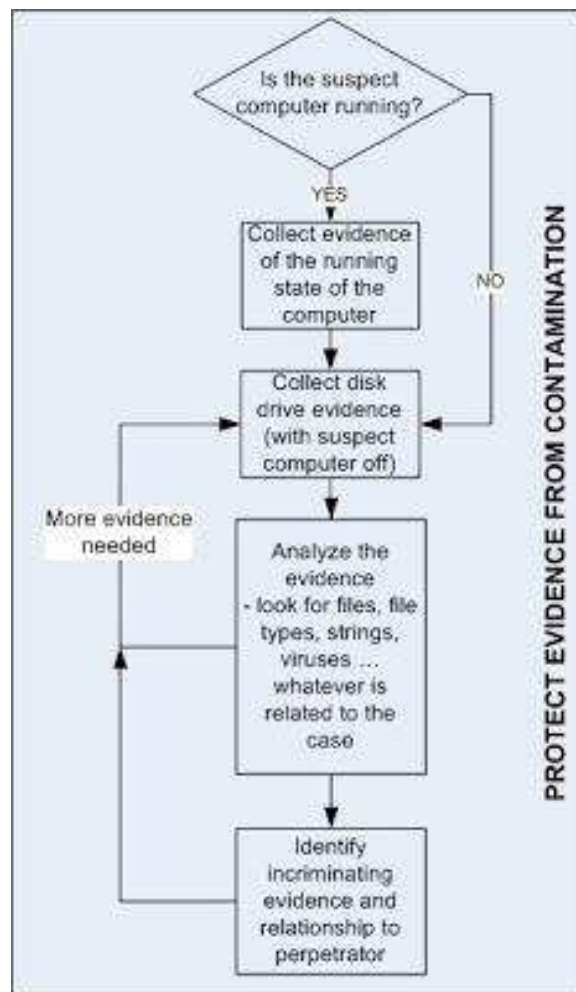 Is the suspect
computer running?
YES
Collect evidence
of the running
state of the
computer
NO
Collect disk
drive evidence
(with suspect
computer off)
More evidence
needed
Analyze the
evidence
- look for files, file
types, strings,
viruses ...
whatever is
related to the
case
Identify
incriminating
evidence and
relationship to
perpetrator
PROTECT EVIDENCE FROM CONTAMINATION